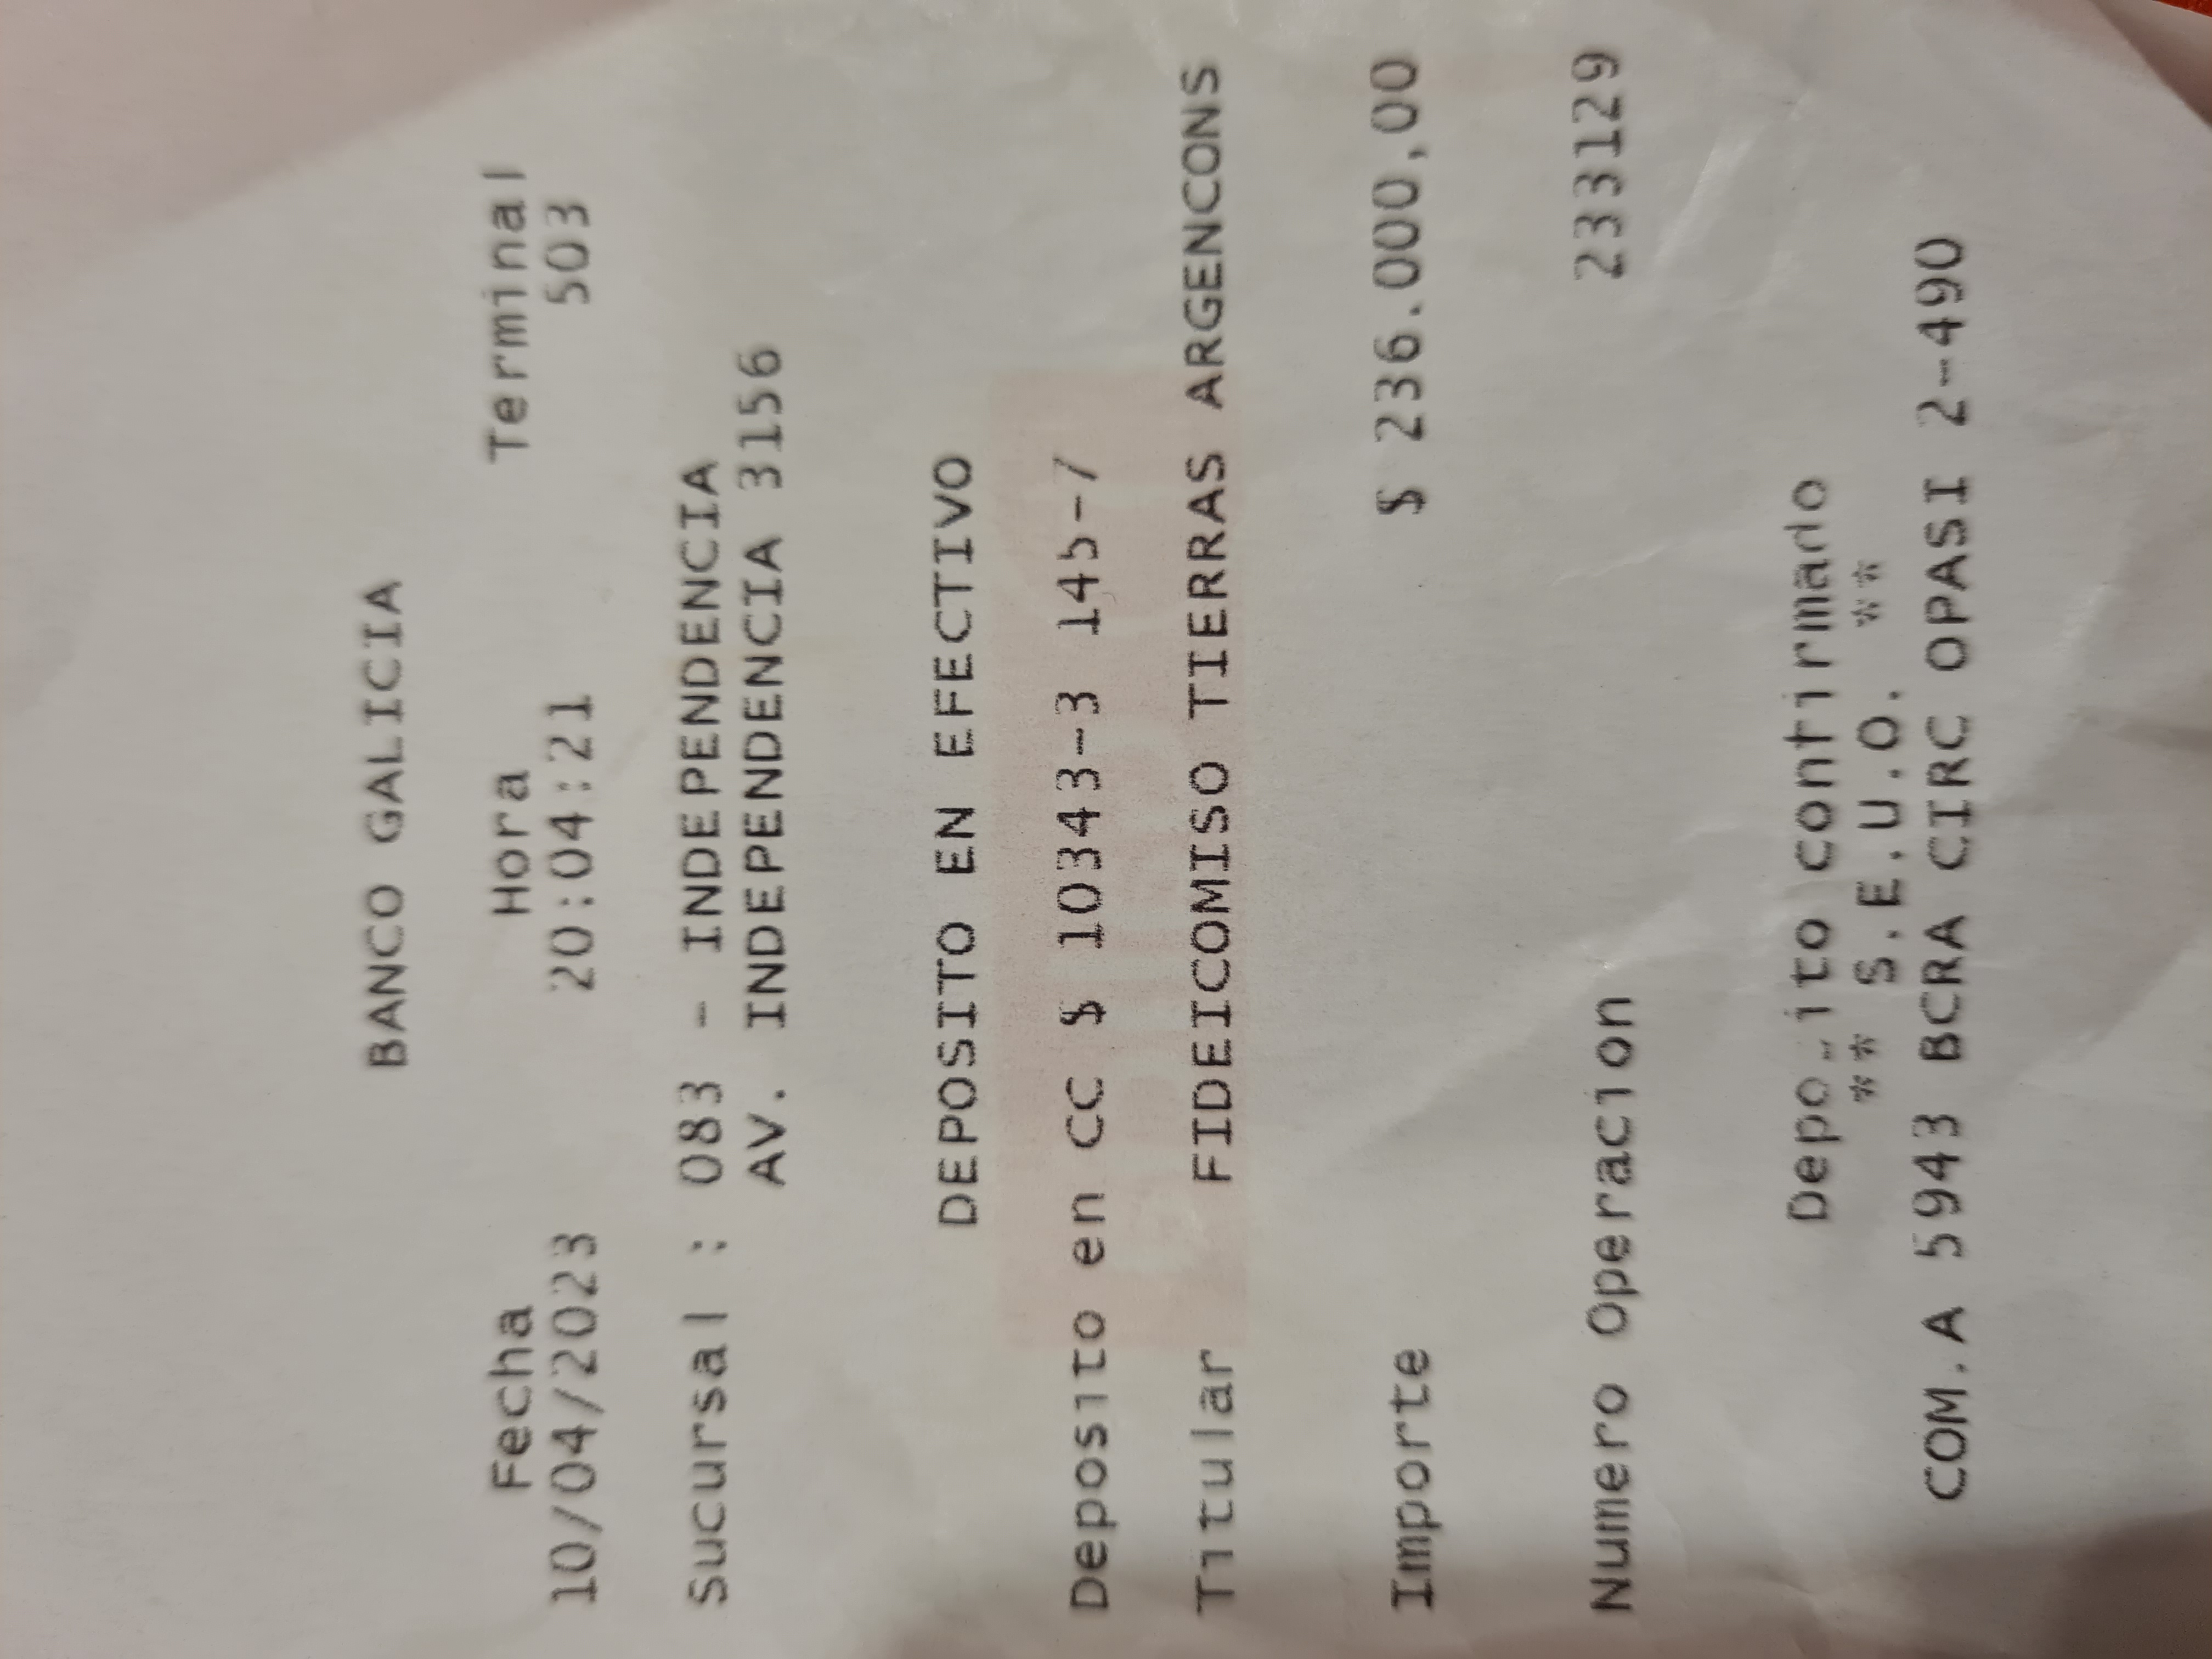 BANCO GALICIA
Fecha Hora Terminal
10/04/2023 20:04:21 503
Sucursal : 083 - INDEPENDENCIA
AV. INDEPENDENCIA 3156
DEPOSITO EN EFECTIVO
Deposito en CC $ 10343-3 145-7
Titular FIDEICOMISO TIERRAS ARGENCONS
Importe $ 236.000,00
Numero Operacion 233129
Deposito confirmado
** S.E.U.O. **
COM.A 5943 BCRA CIRC OPASI 2-490